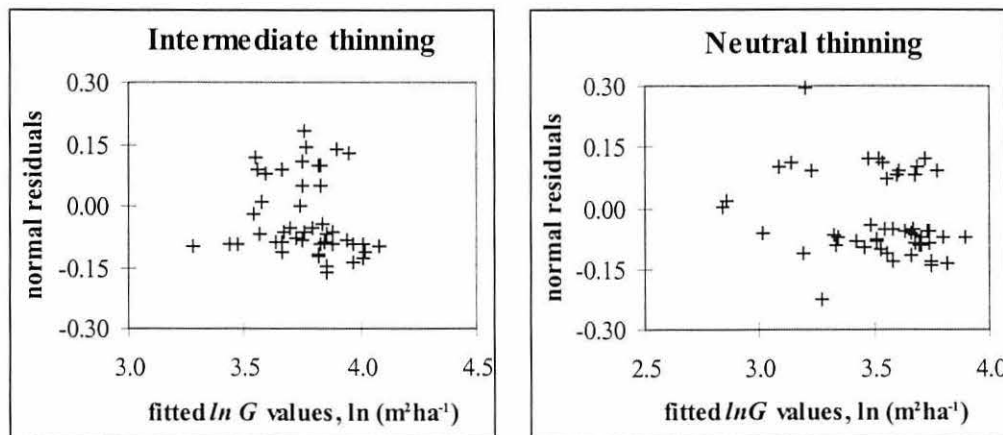 Intermediate thinning
normal residuals
0.30
0.15
0.00
-0.15
-0.30
3.0 3.5 4.0 4.5
fitted ln G values, ln (m²ha⁻¹)
Neutral thinning
normal residuals
0.30
0.15
0.00
-0.15
-0.30
2.5 3.0 3.5 4.0
fitted lnG values, ln (m²ha⁻¹)